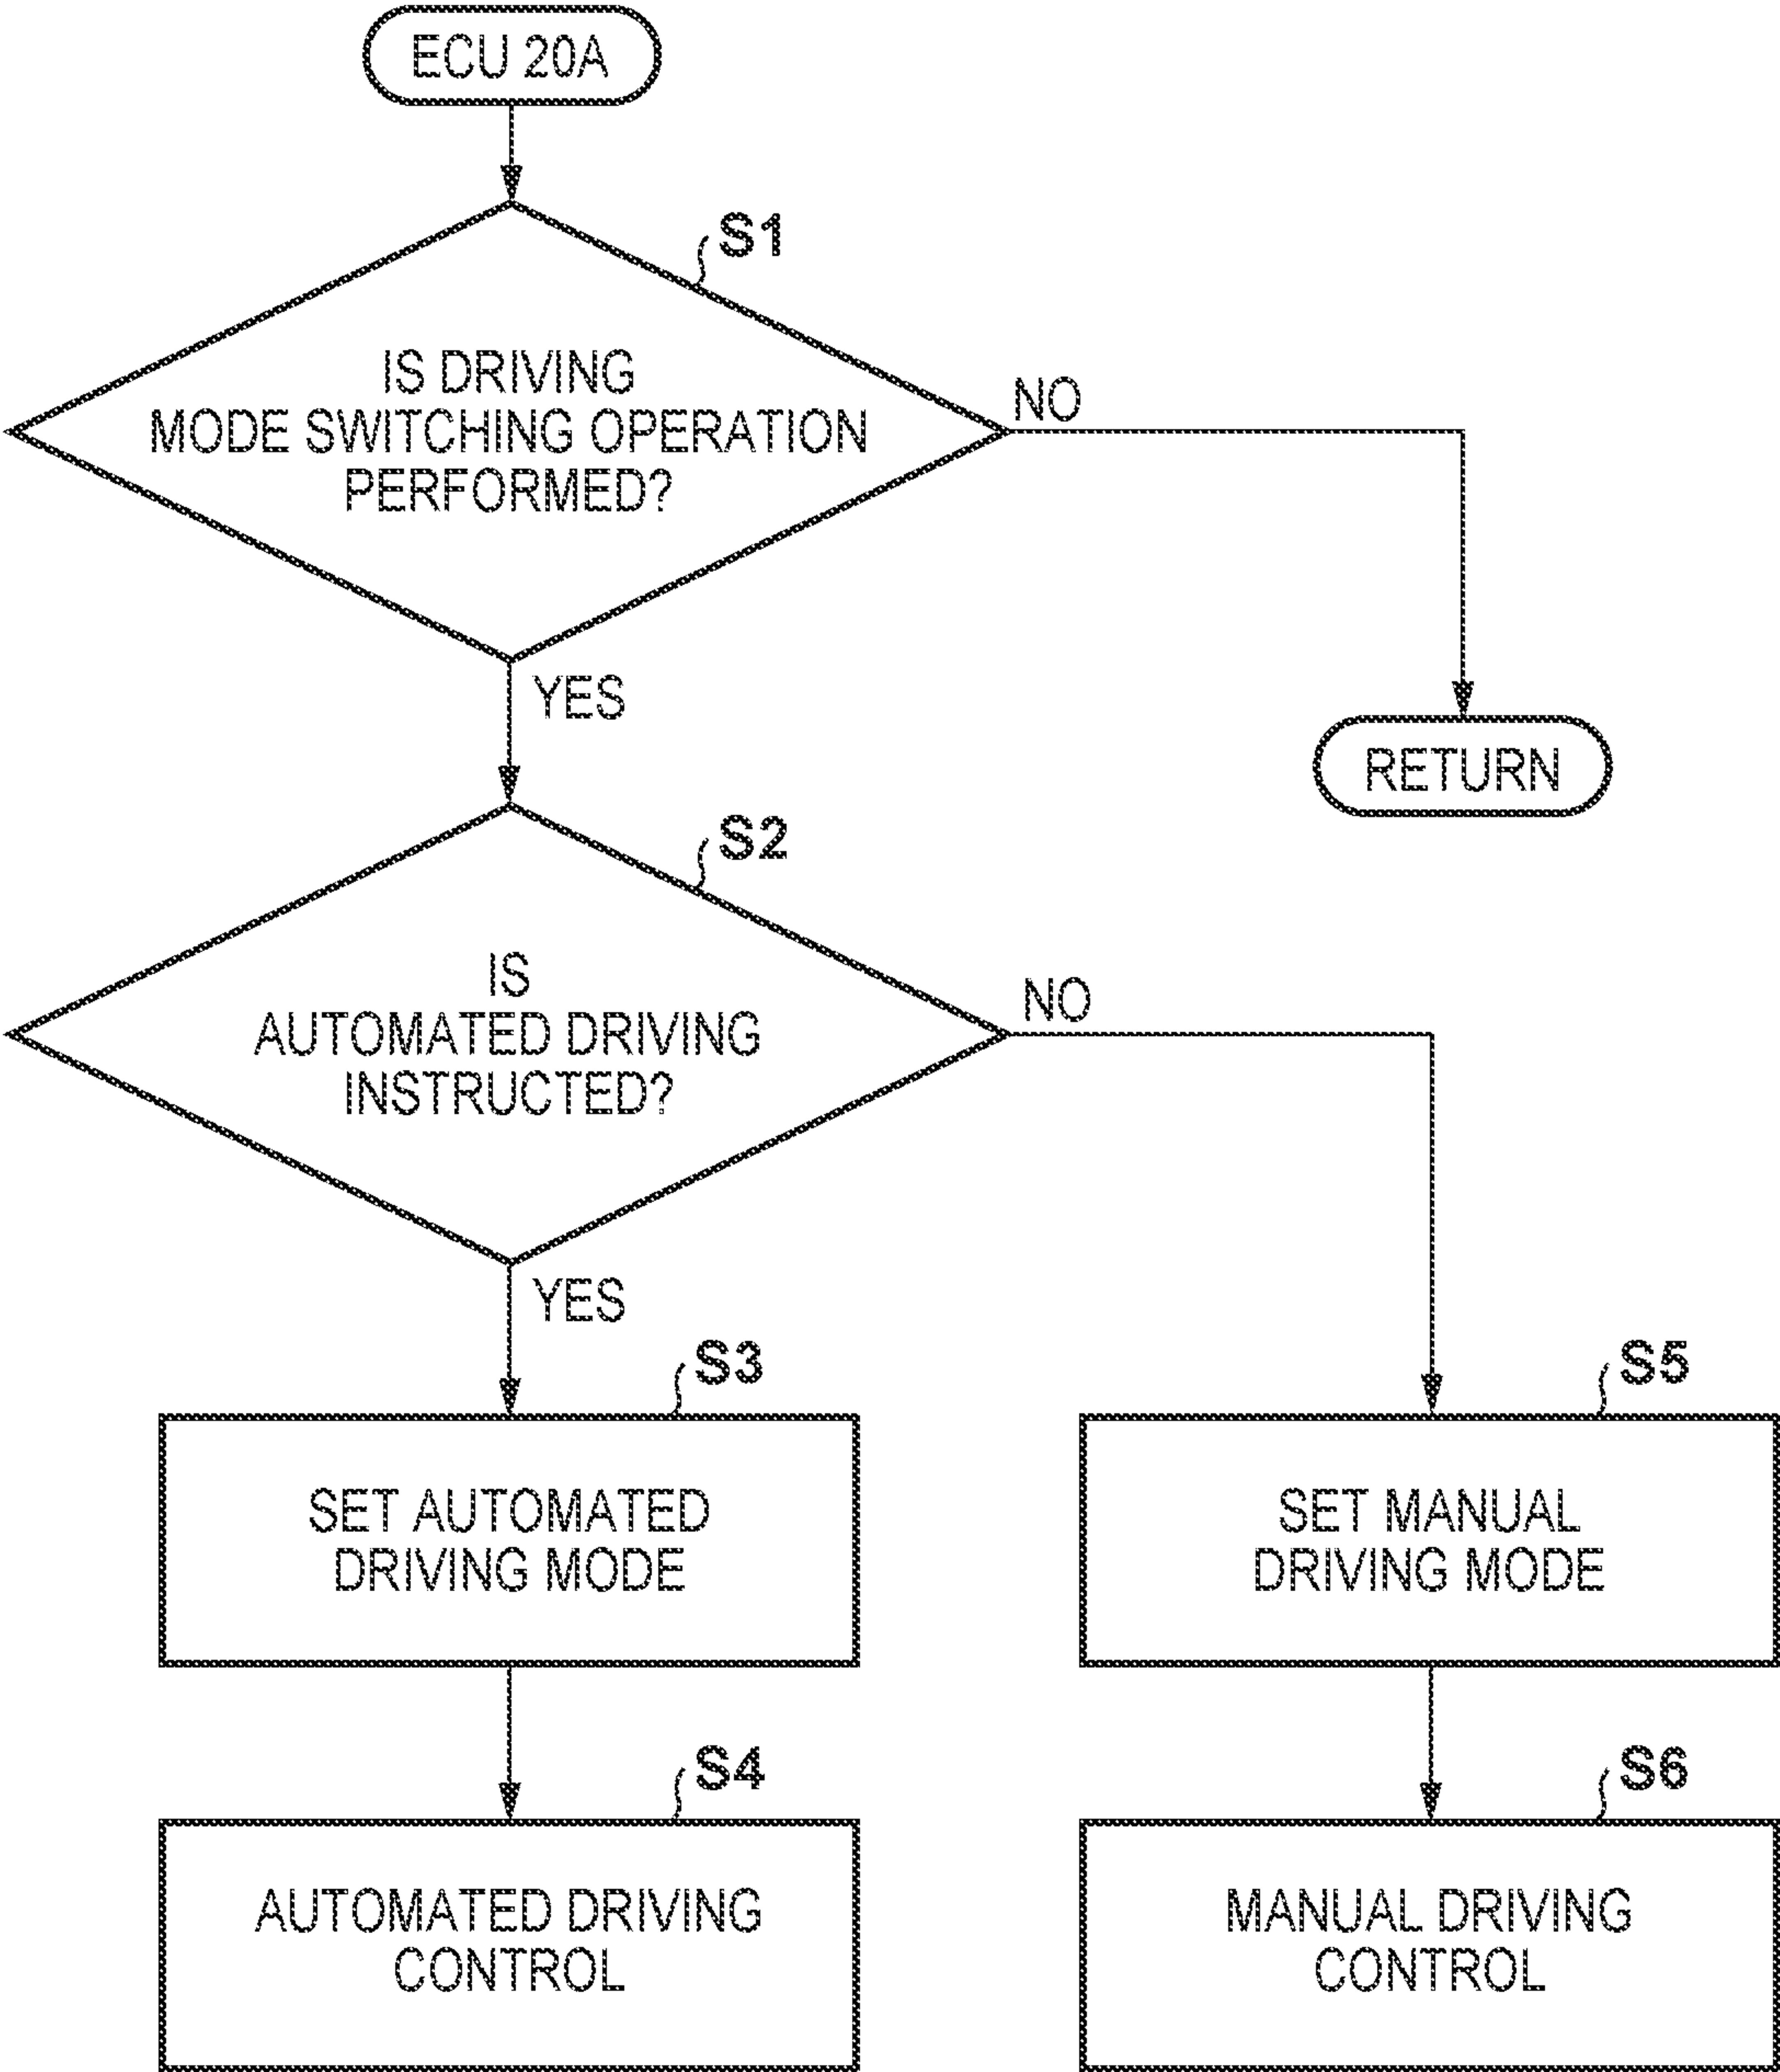 ECU 20A
S1
IS DRIVING
MODE SWITCHING OPERATION
PERFORMED?
NO
YES
RETURN
S2
IS
AUTOMATED DRIVING
INSTRUCTED?
NO
YES
S3
SET AUTOMATED
DRIVING MODE
S5
SET MANUAL
DRIVING MODE
S4
AUTOMATED DRIVING
CONTROL
S6
MANUAL DRIVING
CONTROL